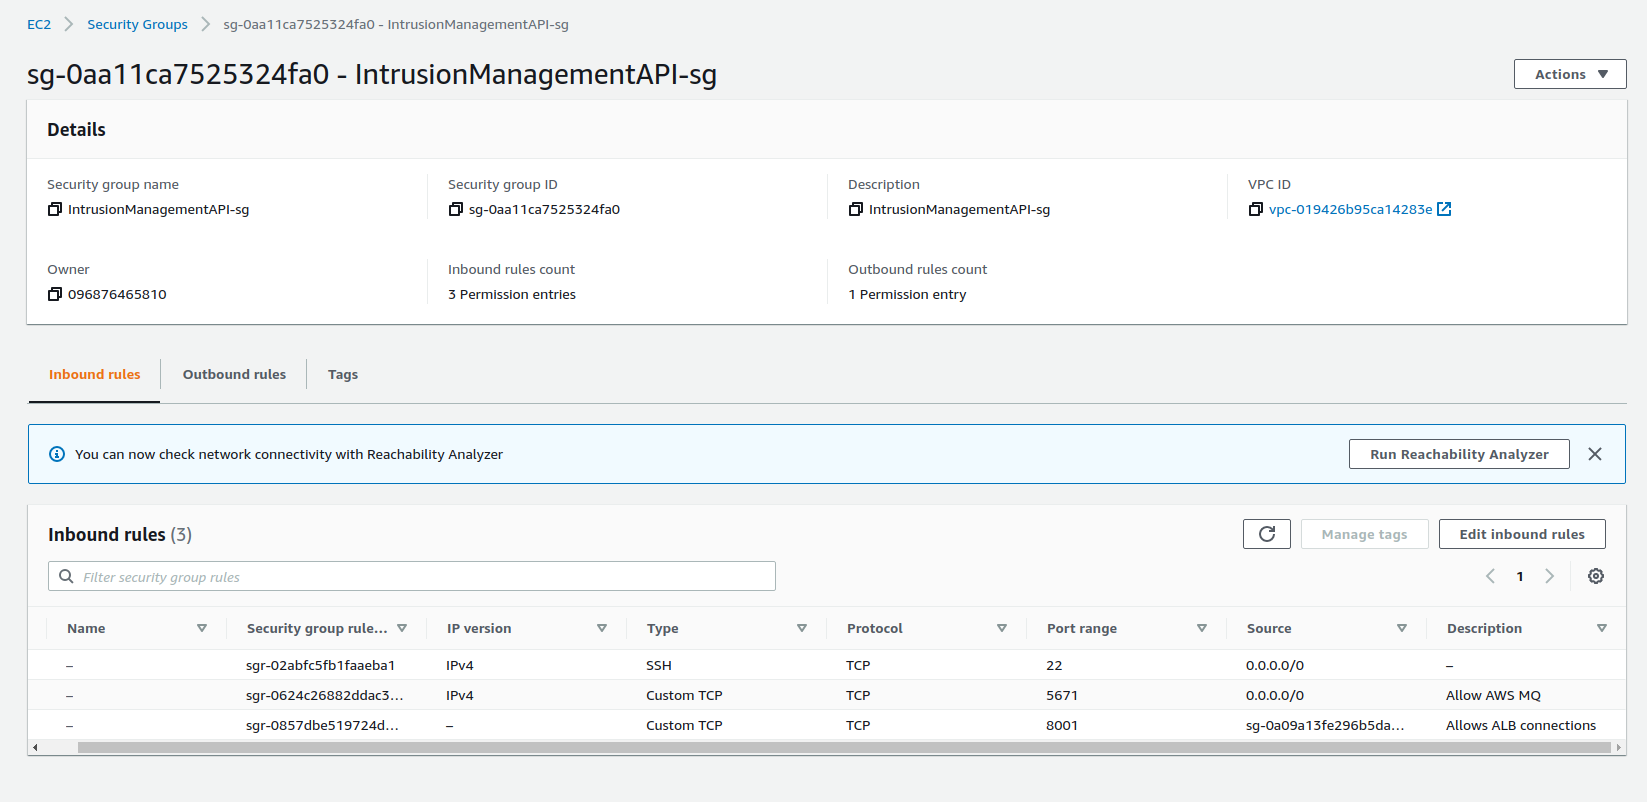 EC2 Security Groups sg-0aa11ca7525324fa0 - IntrusionManagementAPI-sg
sg-0aa11ca7525324fa0 - IntrusionManagementAPI-sg
Actions
Details
Security group name Security group ID Description VPC ID
IntrusionManagementAPI-sg sg-0aa11ca7525324fa0 IntrusionManagementAPI-sg vpc-019426b95ca14283e
Owner Inbound rules count Outbound rules count
096876465810 3 Permission entries 1 Permission entry
Inbound rules Outbound rules Tags
You can now check network connectivity with Reachability Analyzer Run Reachability Analyzer
Inbound rules (3) Manage tags Edit inbound rules
Filter security group rules 1
Name Security group rule... IP version Type Protocol Port range Source Description
– sgr-02abfc5fb1faaeba1 IPv4 SSH TCP 22 0.0.0.0/0 –
– sgr-0624c26882ddac3... IPv4 Custom TCP TCP 5671 0.0.0.0/0 Allow AWS MQ
– sgr-0857dbe519724d... – Custom TCP TCP 8001 sg-0a09a13fe296b5da... Allows ALB connections